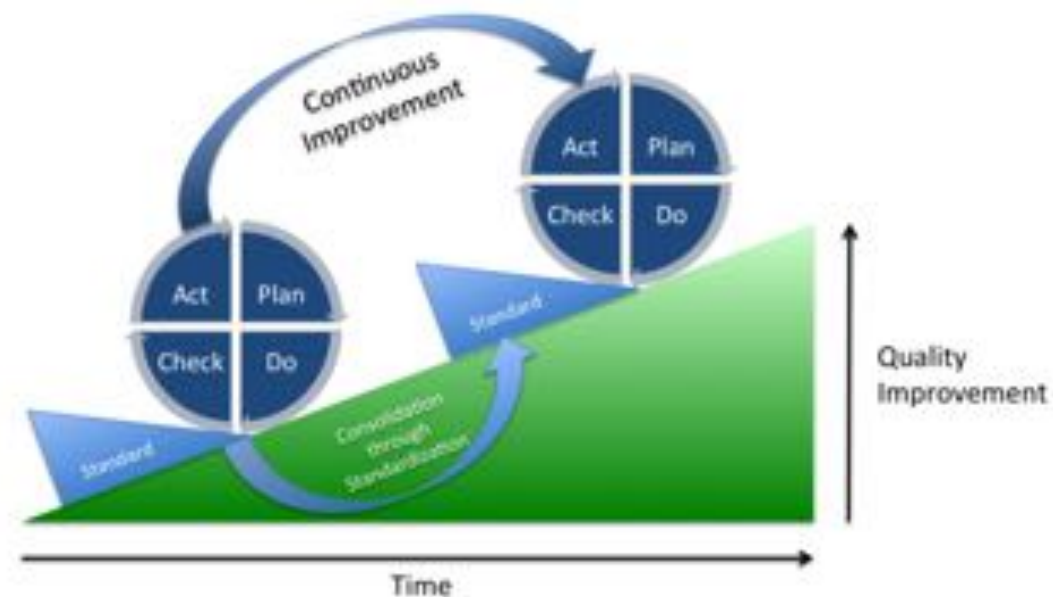 Continuous
Improvement
Act
Plan
Check
Do
Act
Plan
Check
Do
Standard
Standard
Consolidation
through
Standardization
Quality
Improvement
Time